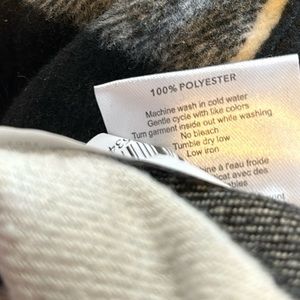 100% POLYESTER
Machine wash in cold water
Gentle cycle with like colors
Turn garment inside out while washing
No bleach
Tumble dry low
Low iron
à l'eau froide
avec des